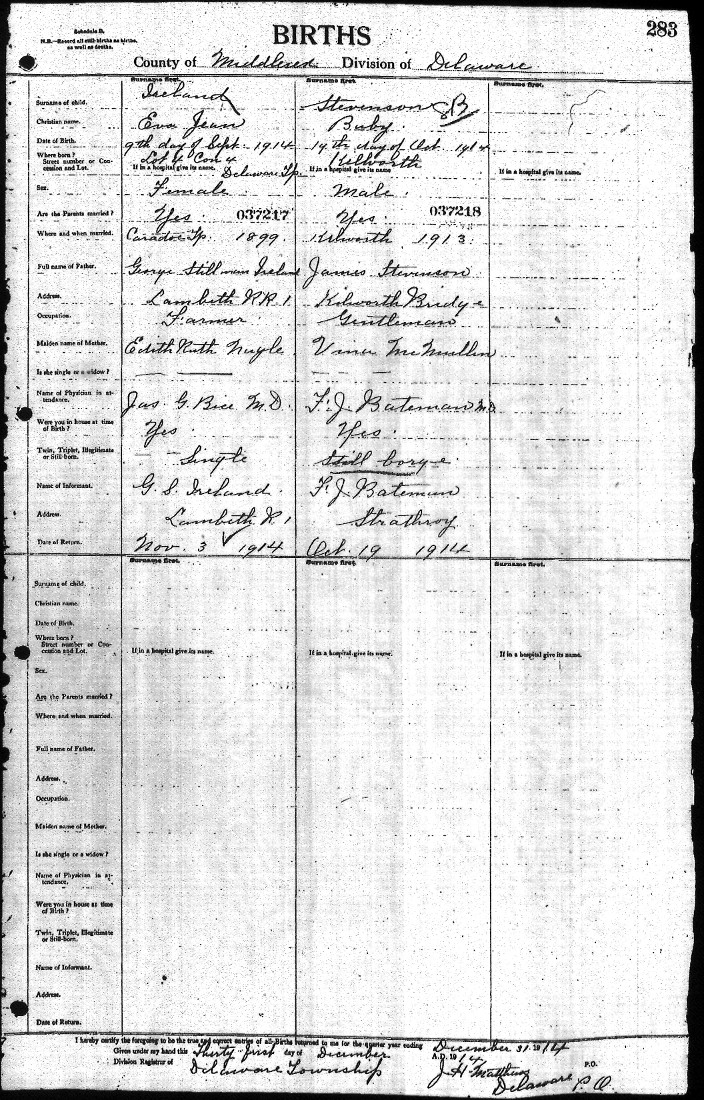 Schedule B.
N.B.—Record all still-births as births, as well as deaths.
BIRTHS
283
County of Middlesex Division of Delaware
Surname first. Surname first. Surname first.
Surname of child. Ireland Stevenson SB
Christian name. Eva Jean Baby
Date of Birth. 9th day of Sept. 1914 14th day of Oct 1914
Where born? Street number or Concession and Lot. Lot 4 Con 4 Delaware Tp. Kilworth
If in a hospital give its name. If in a hospital give its name If in a hospital give its name
Sex. Female Male
Are the Parents married? Yes 037217 Yes 037218
Where and when married. Caradoc Tp. 1899. Kilworth 1913
Full name of Father. George Ireland James Stevenson
Address. Lambeth RR 1 Kilworth Bridge
Occupation. Farmer Gentleman
Maiden name of Mother. Edith Ruth Nagle McMullin
Is she single or a widow?
Name of Physician in attendance. Jas G. Bice M.D. F. J. Bateman M.D.
Were you in house at time of Birth? Yes. Yes.
Twin, Triplet, Illegitimate or Still-born. Single Still born
Name of Informant. G. S. Ireland F. J. Bateman
Address. Lambeth R 1 Strathroy
Date of Return. Nov. 3 1914 Oct. 19 1914
Surname first. Surname first. Surname first.
Surname of child.
Christian name.
Date of Birth.
Where born? Street number or Concession and Lot.
If in a hospital give its name. If in a hospital give its name. If in a hospital give its name.
Sex.
Are the Parents married?
Where and when married.
Full name of Father.
Address.
Occupation.
Maiden name of Mother.
Is she single or a widow?
Name of Physician in attendance.
Were you in house at time of Birth?
Twin, Triplet, Illegitimate or Still-born.
Name of Informant.
Address.
Date of Return.
I hereby certify the foregoing to be the true and correct entries of all Births returned to me for the quarter year ending December 31 1914
Given under my hand this Thirty first day of December A.D. 1914
Division Registrar of Delaware Township J H Matthews
Delaware P.O. P.O.